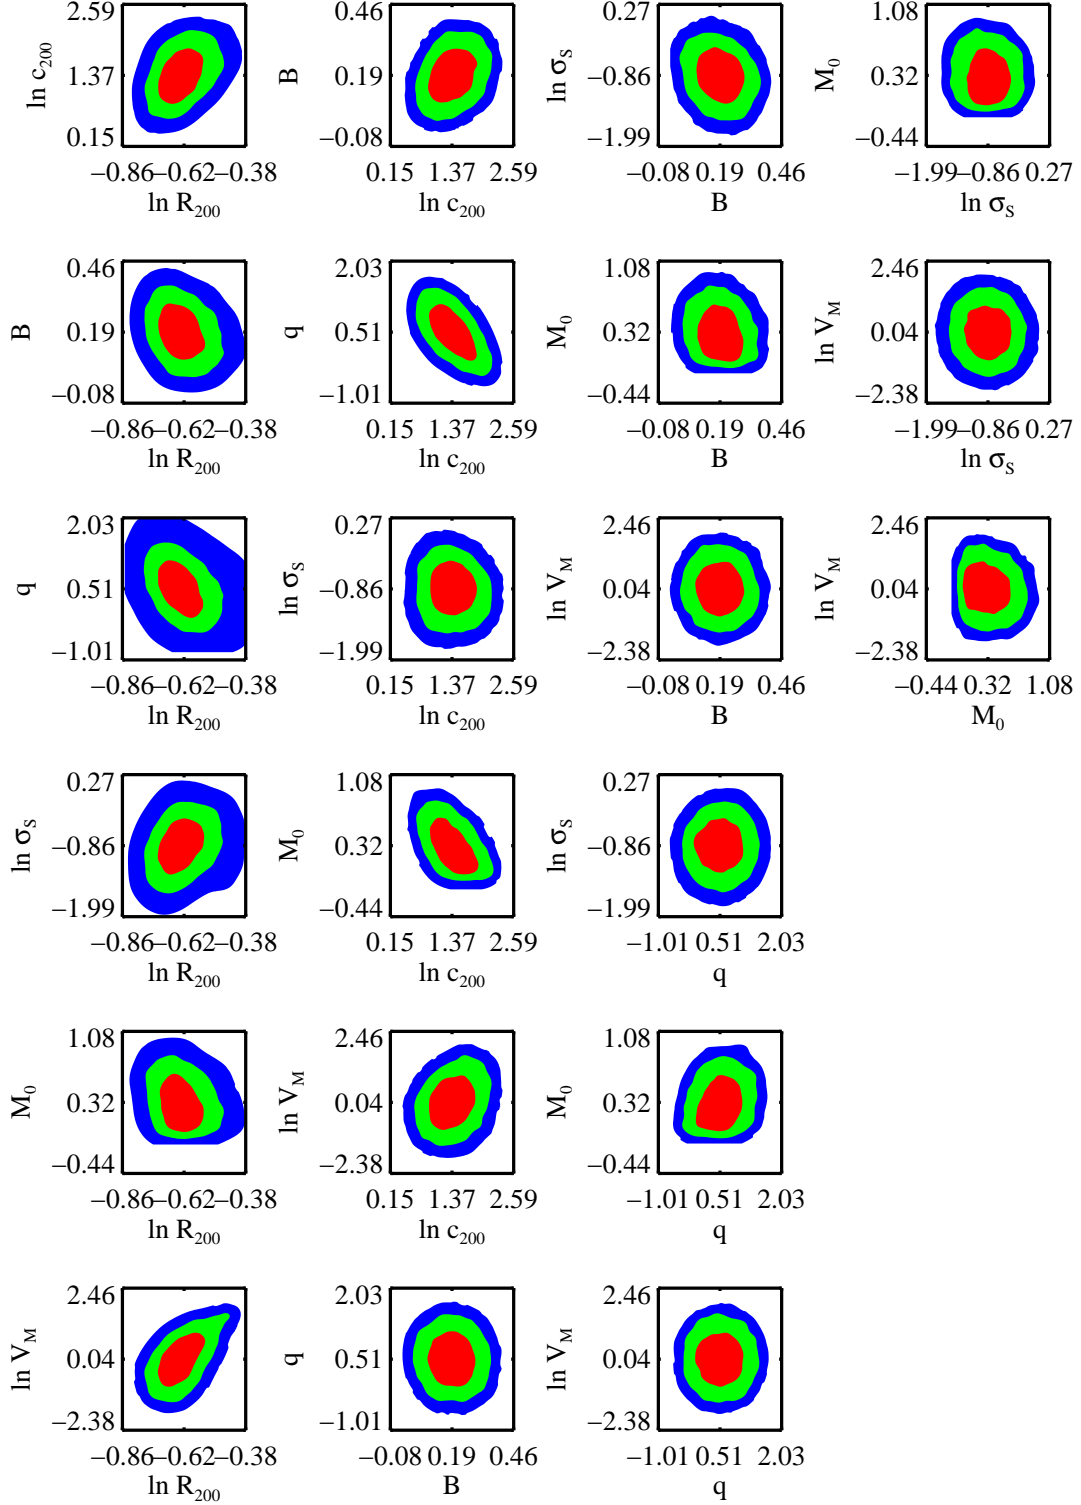 ln c200
2.59
1.37
0.15
−0.86 −0.62 −0.38
ln R200
B
0.46
0.19
−0.08
0.15 1.37 2.59
ln c200
ln σS
0.27
−0.86
−1.99
−0.08 0.19 0.46
B
M0
1.08
0.32
−0.44
−1.99 −0.86 0.27
ln σS
B
0.46
0.19
−0.08
−0.86 −0.62 −0.38
ln R200
q
2.03
0.51
−1.01
0.15 1.37 2.59
ln c200
M0
1.08
0.32
−0.44
−0.08 0.19 0.46
B
ln VM
2.46
0.04
−2.38
−1.99 −0.86 0.27
ln σS
q
2.03
0.51
−1.01
−0.86 −0.62 −0.38
ln R200
ln σS
0.27
−0.86
−1.99
0.15 1.37 2.59
ln c200
ln VM
2.46
0.04
−2.38
−0.08 0.19 0.46
B
ln VM
2.46
0.04
−2.38
−0.44 0.32 1.08
M0
ln σS
0.27
−0.86
−1.99
−0.86 −0.62 −0.38
ln R200
M0
1.08
0.32
−0.44
0.15 1.37 2.59
ln c200
ln σS
0.27
−0.86
−1.99
−1.01 0.51 2.03
q
M0
1.08
0.32
−0.44
−0.86 −0.62 −0.38
ln R200
ln VM
2.46
0.04
−2.38
0.15 1.37 2.59
ln c200
M0
1.08
0.32
−0.44
−1.01 0.51 2.03
q
ln VM
2.46
0.04
−2.38
−0.86 −0.62 −0.38
ln R200
q
2.03
0.51
−1.01
−0.08 0.19 0.46
B
ln VM
2.46
0.04
−2.38
−1.01 0.51 2.03
q